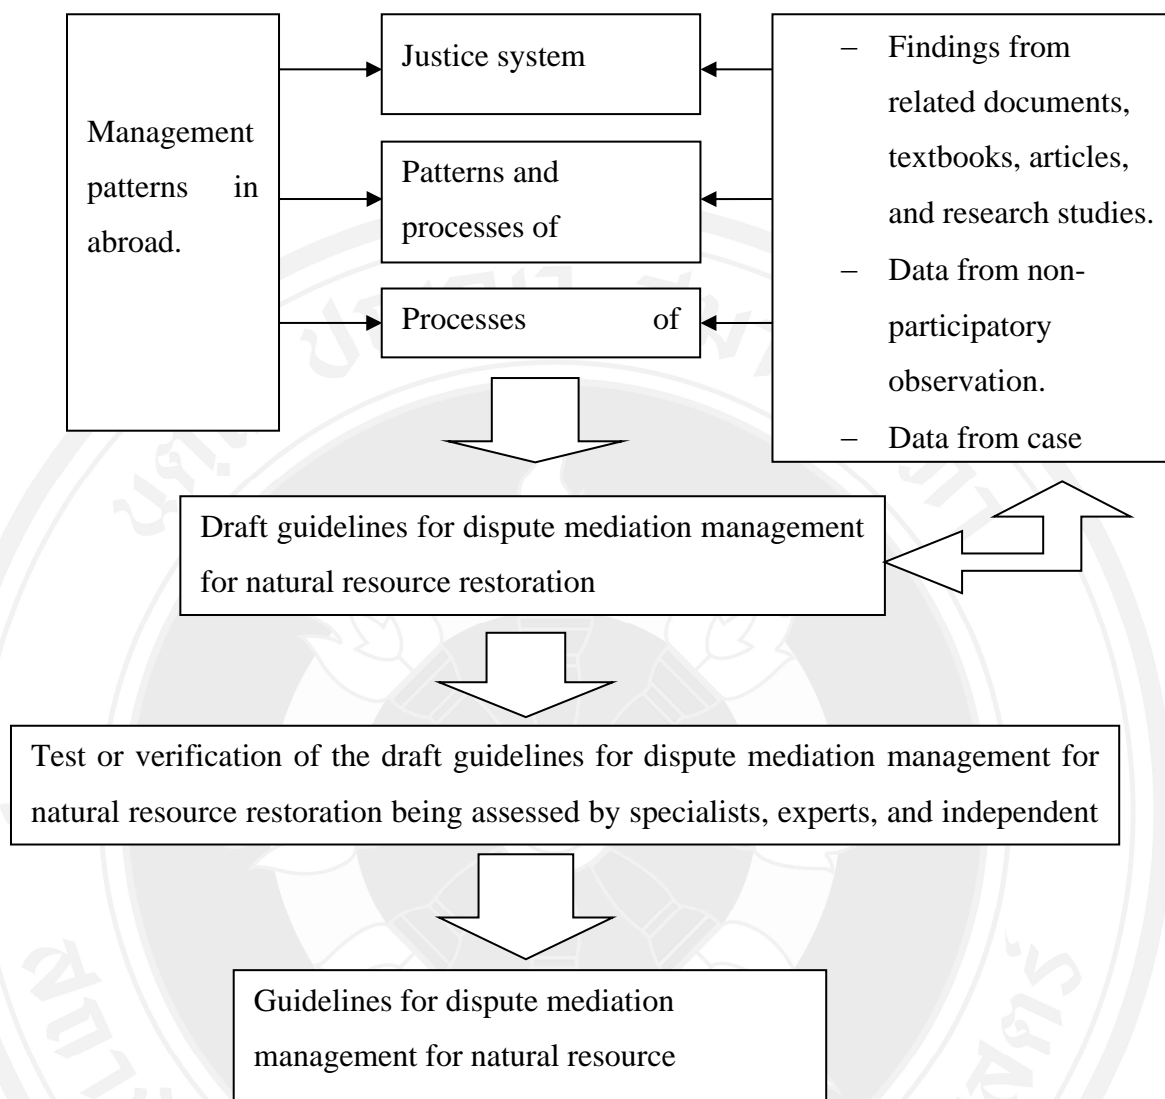 Management
patterns in
abroad.
Justice system
Patterns and
processes of
Processes of
– Findings from
related documents,
textbooks, articles,
and research studies.
– Data from non-
participatory
observation.
– Data from case
Draft guidelines for dispute mediation management
for natural resource restoration
Test or verification of the draft guidelines for dispute mediation management for
natural resource restoration being assessed by specialists, experts, and independent
Guidelines for dispute mediation
management for natural resource